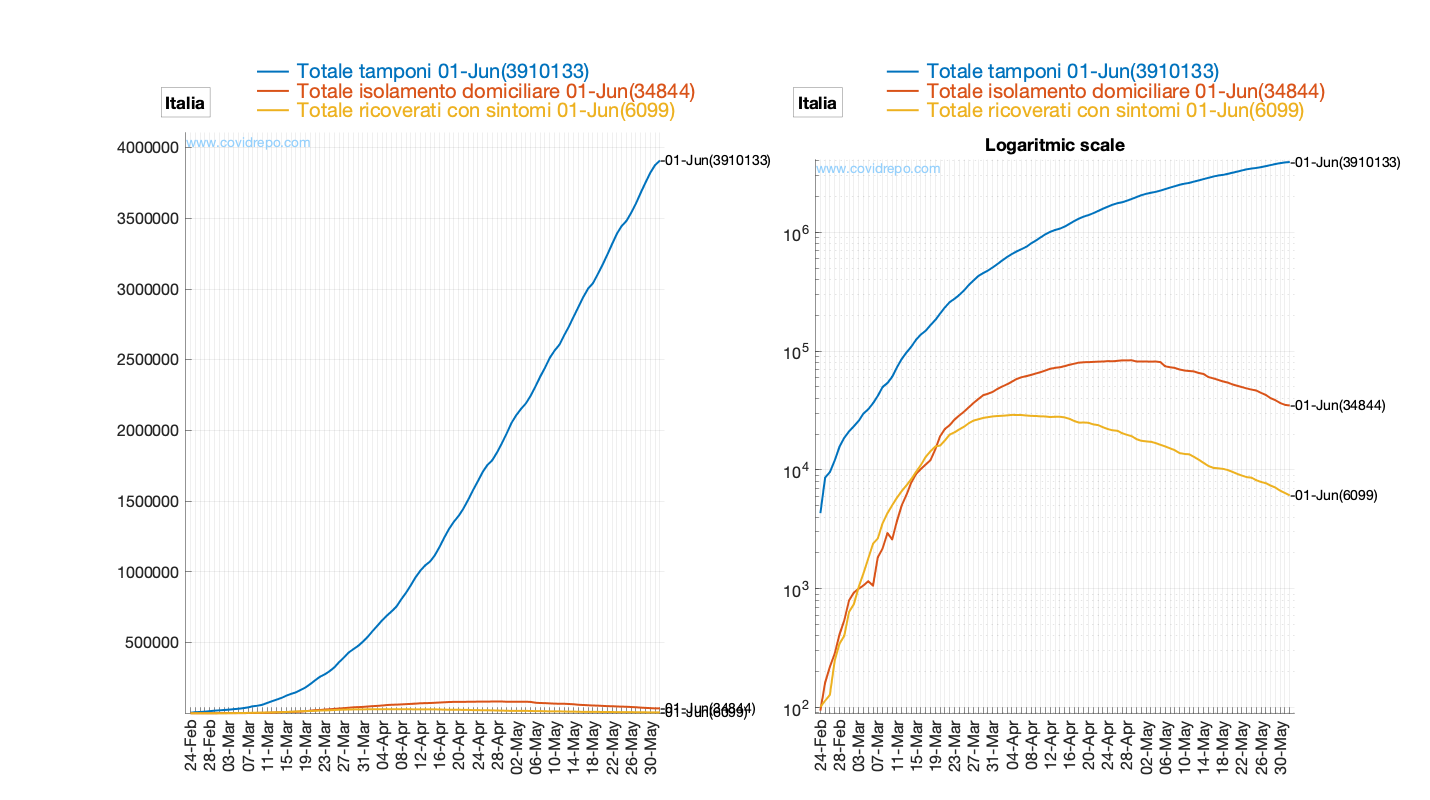 Totale tamponi 01-Jun(3910133)
Totale isolamento domiciliare 01-Jun(34844)
Totale ricoverati con sintomi 01-Jun(6099)
Italia
www.covidrepo.com
4000000
3500000
3000000
2500000
2000000
1500000
1000000
500000
01-Jun(3910133)
01-Jun(34844)
01-Jun(6099)
24-Feb
28-Feb
03-Mar
07-Mar
11-Mar
15-Mar
19-Mar
23-Mar
27-Mar
31-Mar
04-Apr
08-Apr
12-Apr
16-Apr
20-Apr
24-Apr
28-Apr
02-May
06-May
10-May
14-May
18-May
22-May
26-May
30-May
Totale tamponi 01-Jun(3910133)
Totale isolamento domiciliare 01-Jun(34844)
Totale ricoverati con sintomi 01-Jun(6099)
Italia
Logaritmic scale
www.covidrepo.com
10^6
10^5
10^4
10^3
10^2
01-Jun(3910133)
01-Jun(34844)
01-Jun(6099)
24-Feb
28-Feb
03-Mar
07-Mar
11-Mar
15-Mar
19-Mar
23-Mar
27-Mar
31-Mar
04-Apr
08-Apr
12-Apr
16-Apr
20-Apr
24-Apr
28-Apr
02-May
06-May
10-May
14-May
18-May
22-May
26-May
30-May